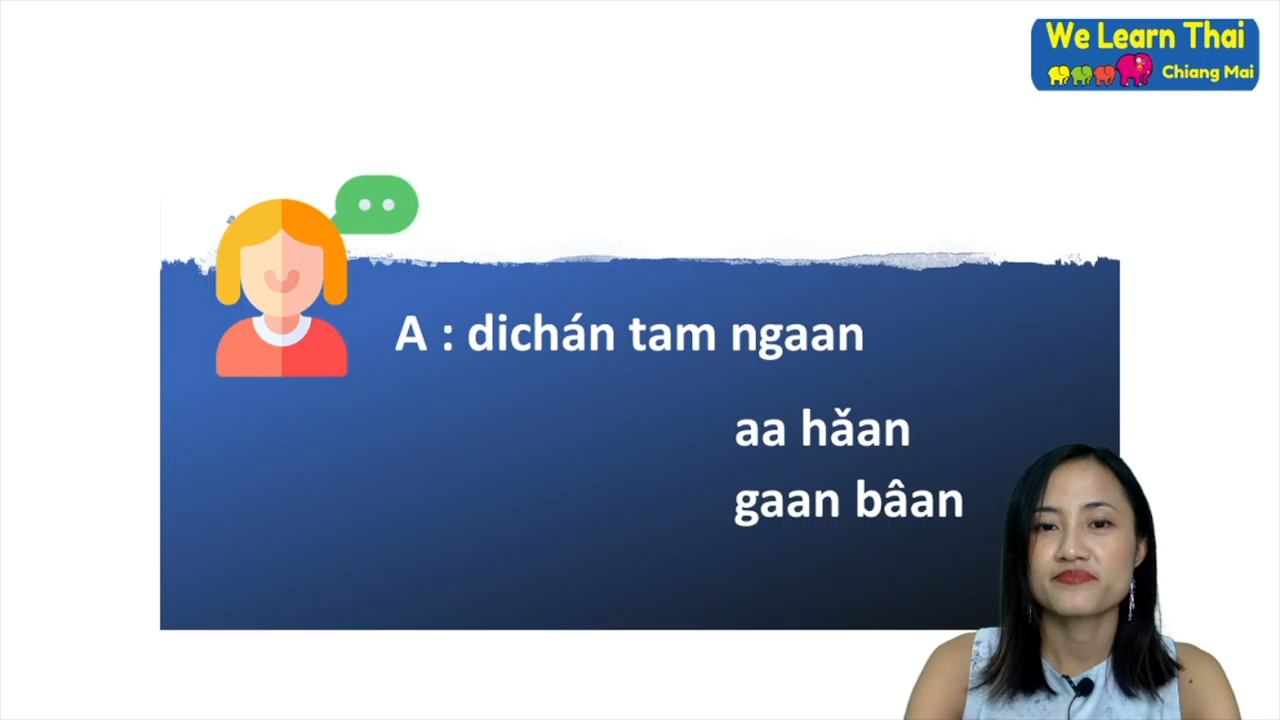 We Learn Thai
Chiang Mai
A : dichán tam ngaan
aa hǎan
gaan bâan